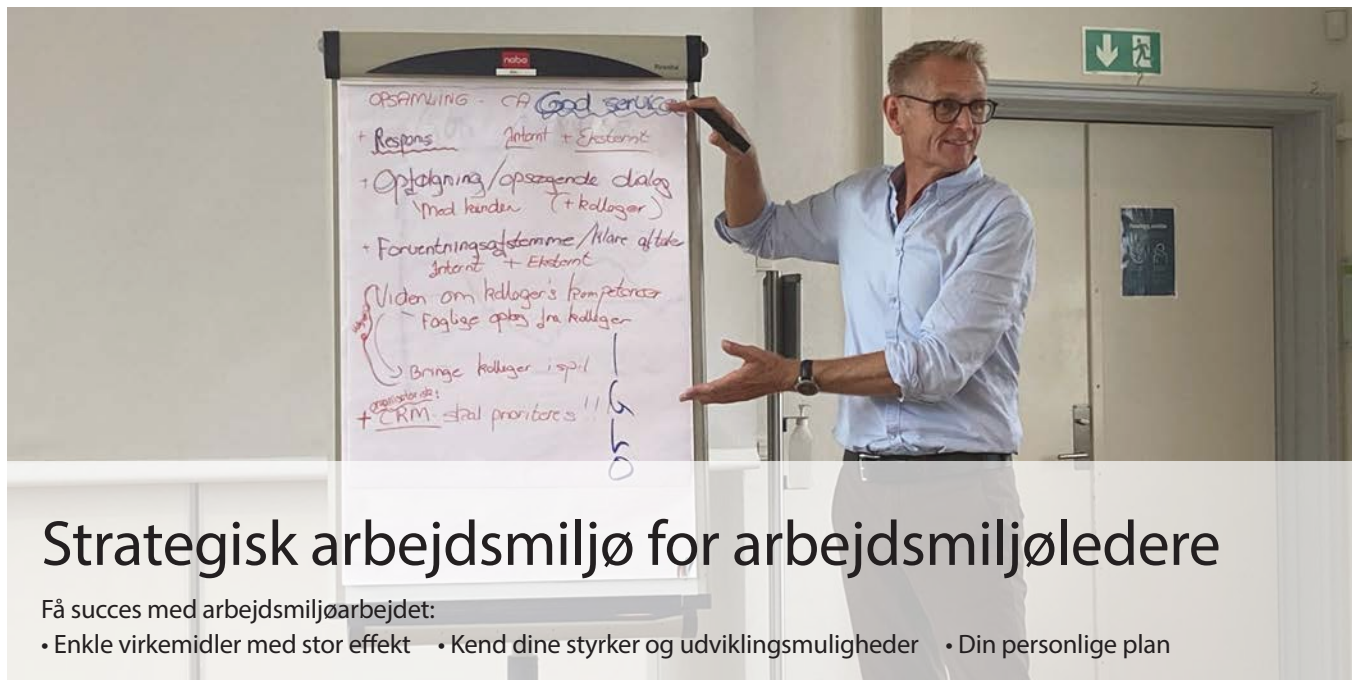 nobo
OPSAMLING - CA God service
+ Respons Internt + Eksternt
+ Opfølgning/opsøgende dialog
Med kunden (+ kolleger)
+ Forventningsafstemme/klare aftaler
Internt + Eksternt
Viden om kolleger's kompetencer
Faglige oplæg fra kolleger
Bringe kolleger i spil
+ CRM - skal prioriteres !!!
Strategisk arbejdsmiljø for arbejdsmiljøledere
Få succes med arbejdsmiljøarbejdet:
• Enkle virkemidler med stor effekt • Kend dine styrker og udviklingsmuligheder • Din personlige plan